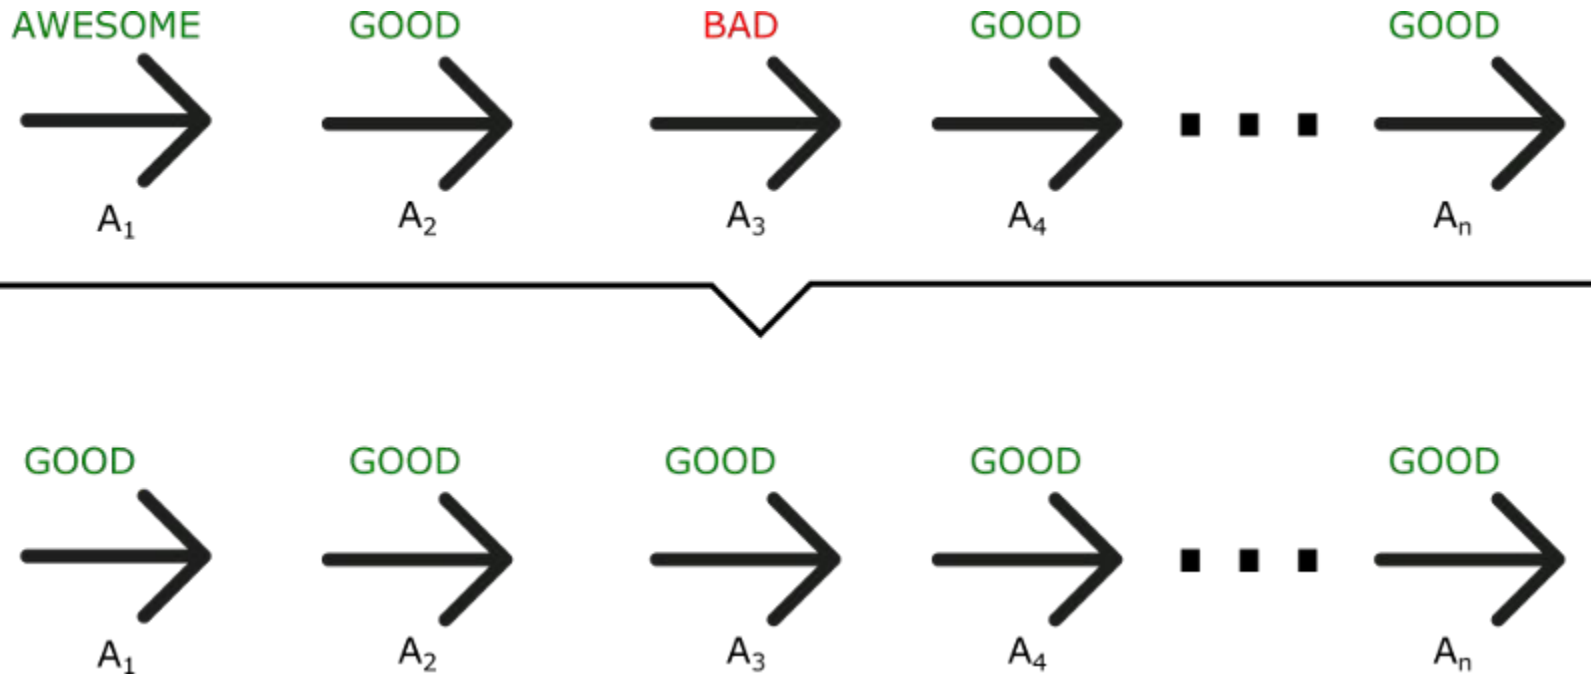 AWESOME GOOD BAD GOOD GOOD
A₁ A₂ A₃ A₄ Aₙ
GOOD GOOD GOOD GOOD GOOD
A₁ A₂ A₃ A₄ Aₙ